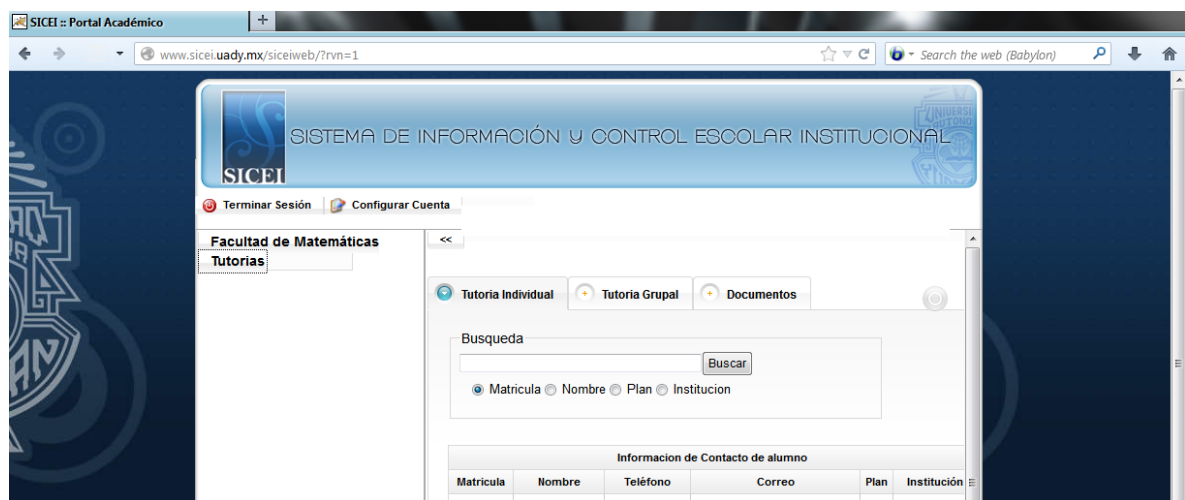 SICEI :: Portal Académico
www.sicei.uady.mx/siceiweb/?rvn=1
Search the web (Babylon)
SISTEMA DE INFORMACIÓN y CONTROL ESCOLAR INSTITUCIONAL
SICEI
Terminar Sesión Configurar Cuenta
Facultad de Matemáticas
<<
Tutorias
Tutoria Individual Tutoria Grupal Documentos
Busqueda
Buscar
Matricula Nombre Plan Institucion
Informacion de Contacto de alumno
Matricula Nombre Teléfono Correo Plan Institución